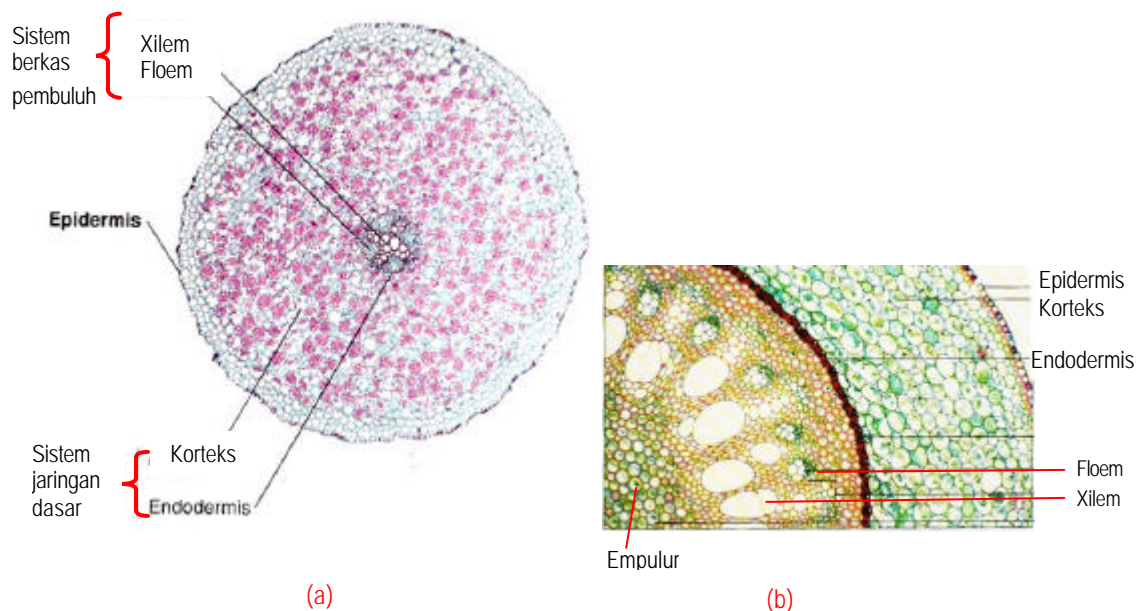 Sistem
berkas
pembuluh
Xilem
Floem
Epidermis
Sistem
jaringan
dasar
Korteks
Endodermis
(a)
Epidermis
Korteks
Endodermis
Floem
Xilem
Empulur
(b)